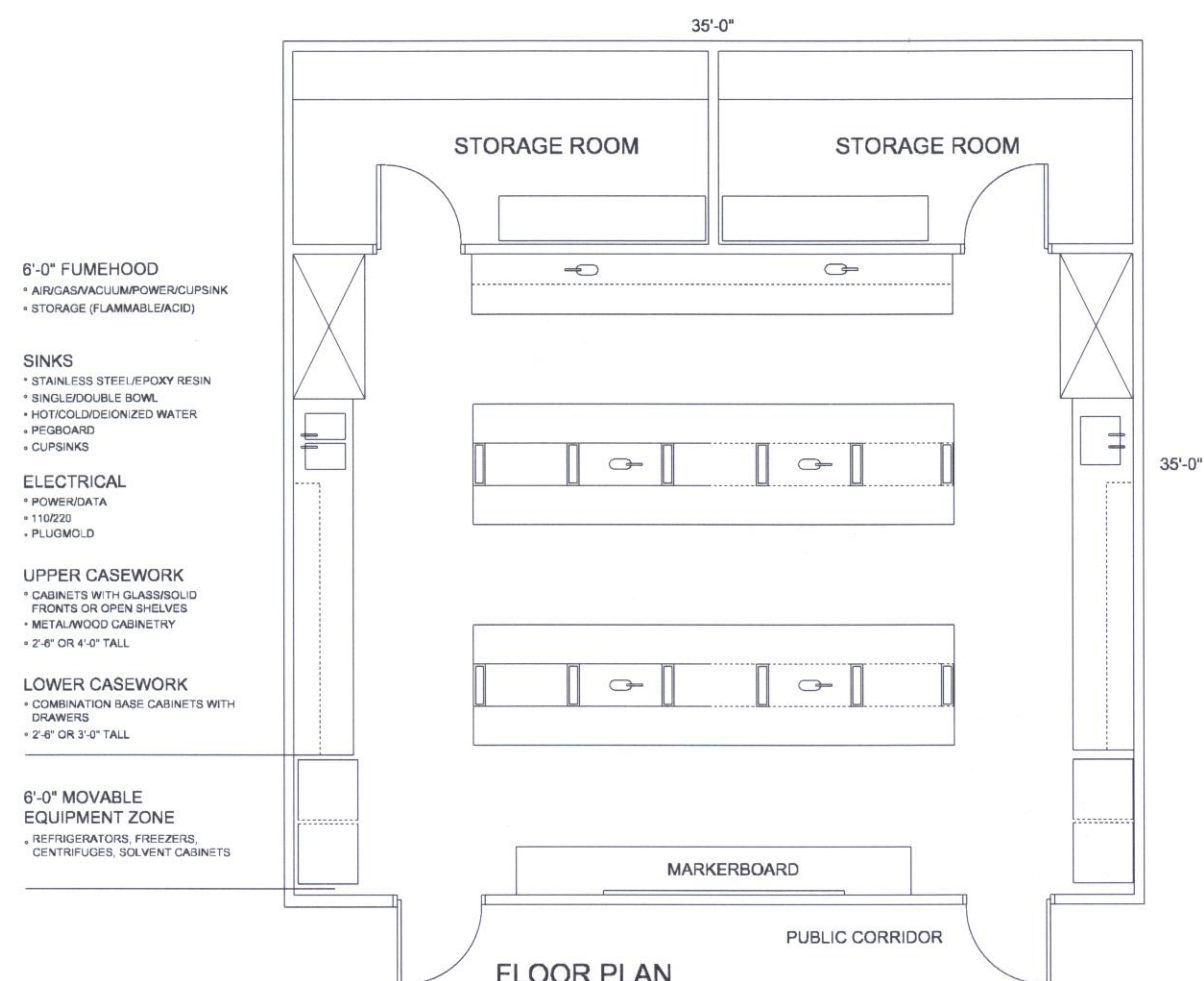 35'-0"
STORAGE ROOM
STORAGE ROOM
6'-0" FUMEHOOD
° AIR/GAS/VACUUM/POWER/CUPSINK
° STORAGE (FLAMMABLE/ACID)
SINKS
° STAINLESS STEEL/EPOXY RESIN
° SINGLE/DOUBLE BOWL
° HOT/COLD/DEIONIZED WATER
° PEGBOARD
° CUPSINKS
35'-0"
ELECTRICAL
° POWER/DATA
° 110/220
° PLUGMOLD
UPPER CASEWORK
° CABINETS WITH GLASS/SOLID
FRONTS OR OPEN SHELVES
° METAL/WOOD CABINETRY
° 2'-6" OR 4'-0" TALL
LOWER CASEWORK
° COMBINATION BASE CABINETS WITH
DRAWERS
° 2'-6" OR 3'-0" TALL
6'-0" MOVABLE
EQUIPMENT ZONE
° REFRIGERATORS, FREEZERS,
CENTRIFUGES, SOLVENT CABINETS
MARKERBOARD
PUBLIC CORRIDOR
FLOOR PLAN